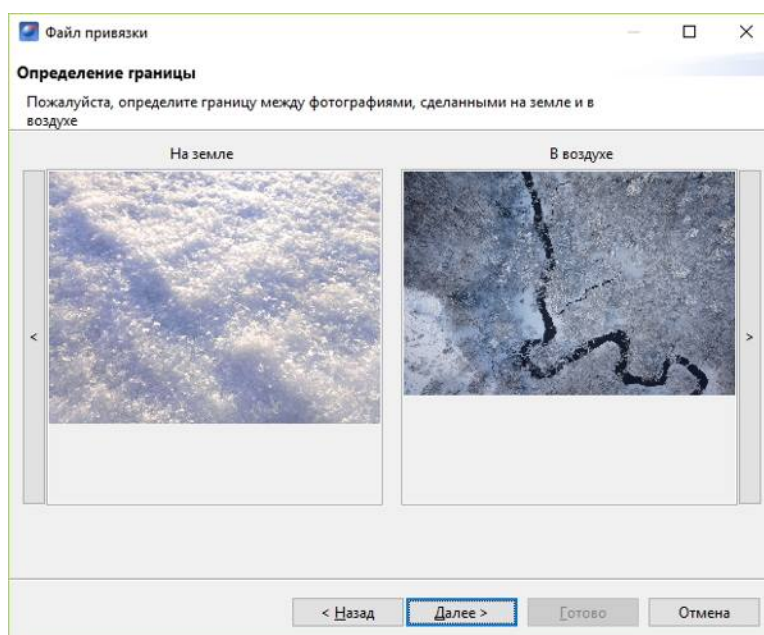 Файл привязки
Определение границы
Пожалуйста, определите границу между фотографиями, сделанными на земле и в
воздухе
На земле
В воздухе
<
>
< Назад
Далее >
Готово
Отмена